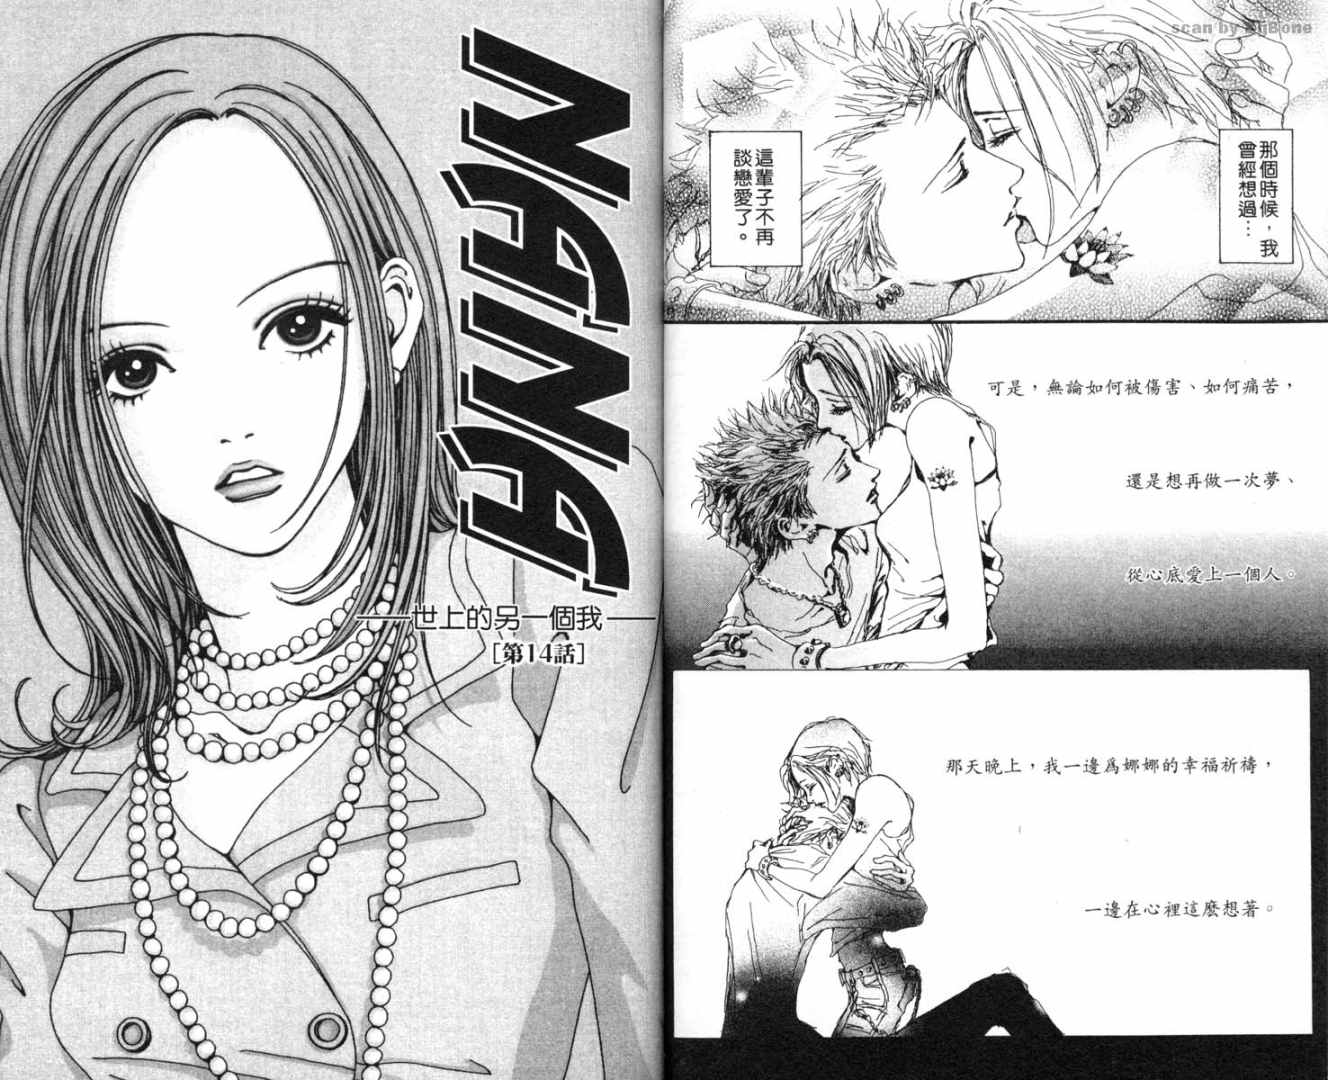 那個時候，我
曾經想過…
這輩子不再
談戀愛了。
可是，無論如何被傷害、如何痛苦，
還是想再做一次夢、
從心底愛上一個人。
那天晚上，我一邊為娜娜的幸福祈禱，
一邊在心裡這麼想著。
NANA
NANA
——世上的另一個我——
［第14話］